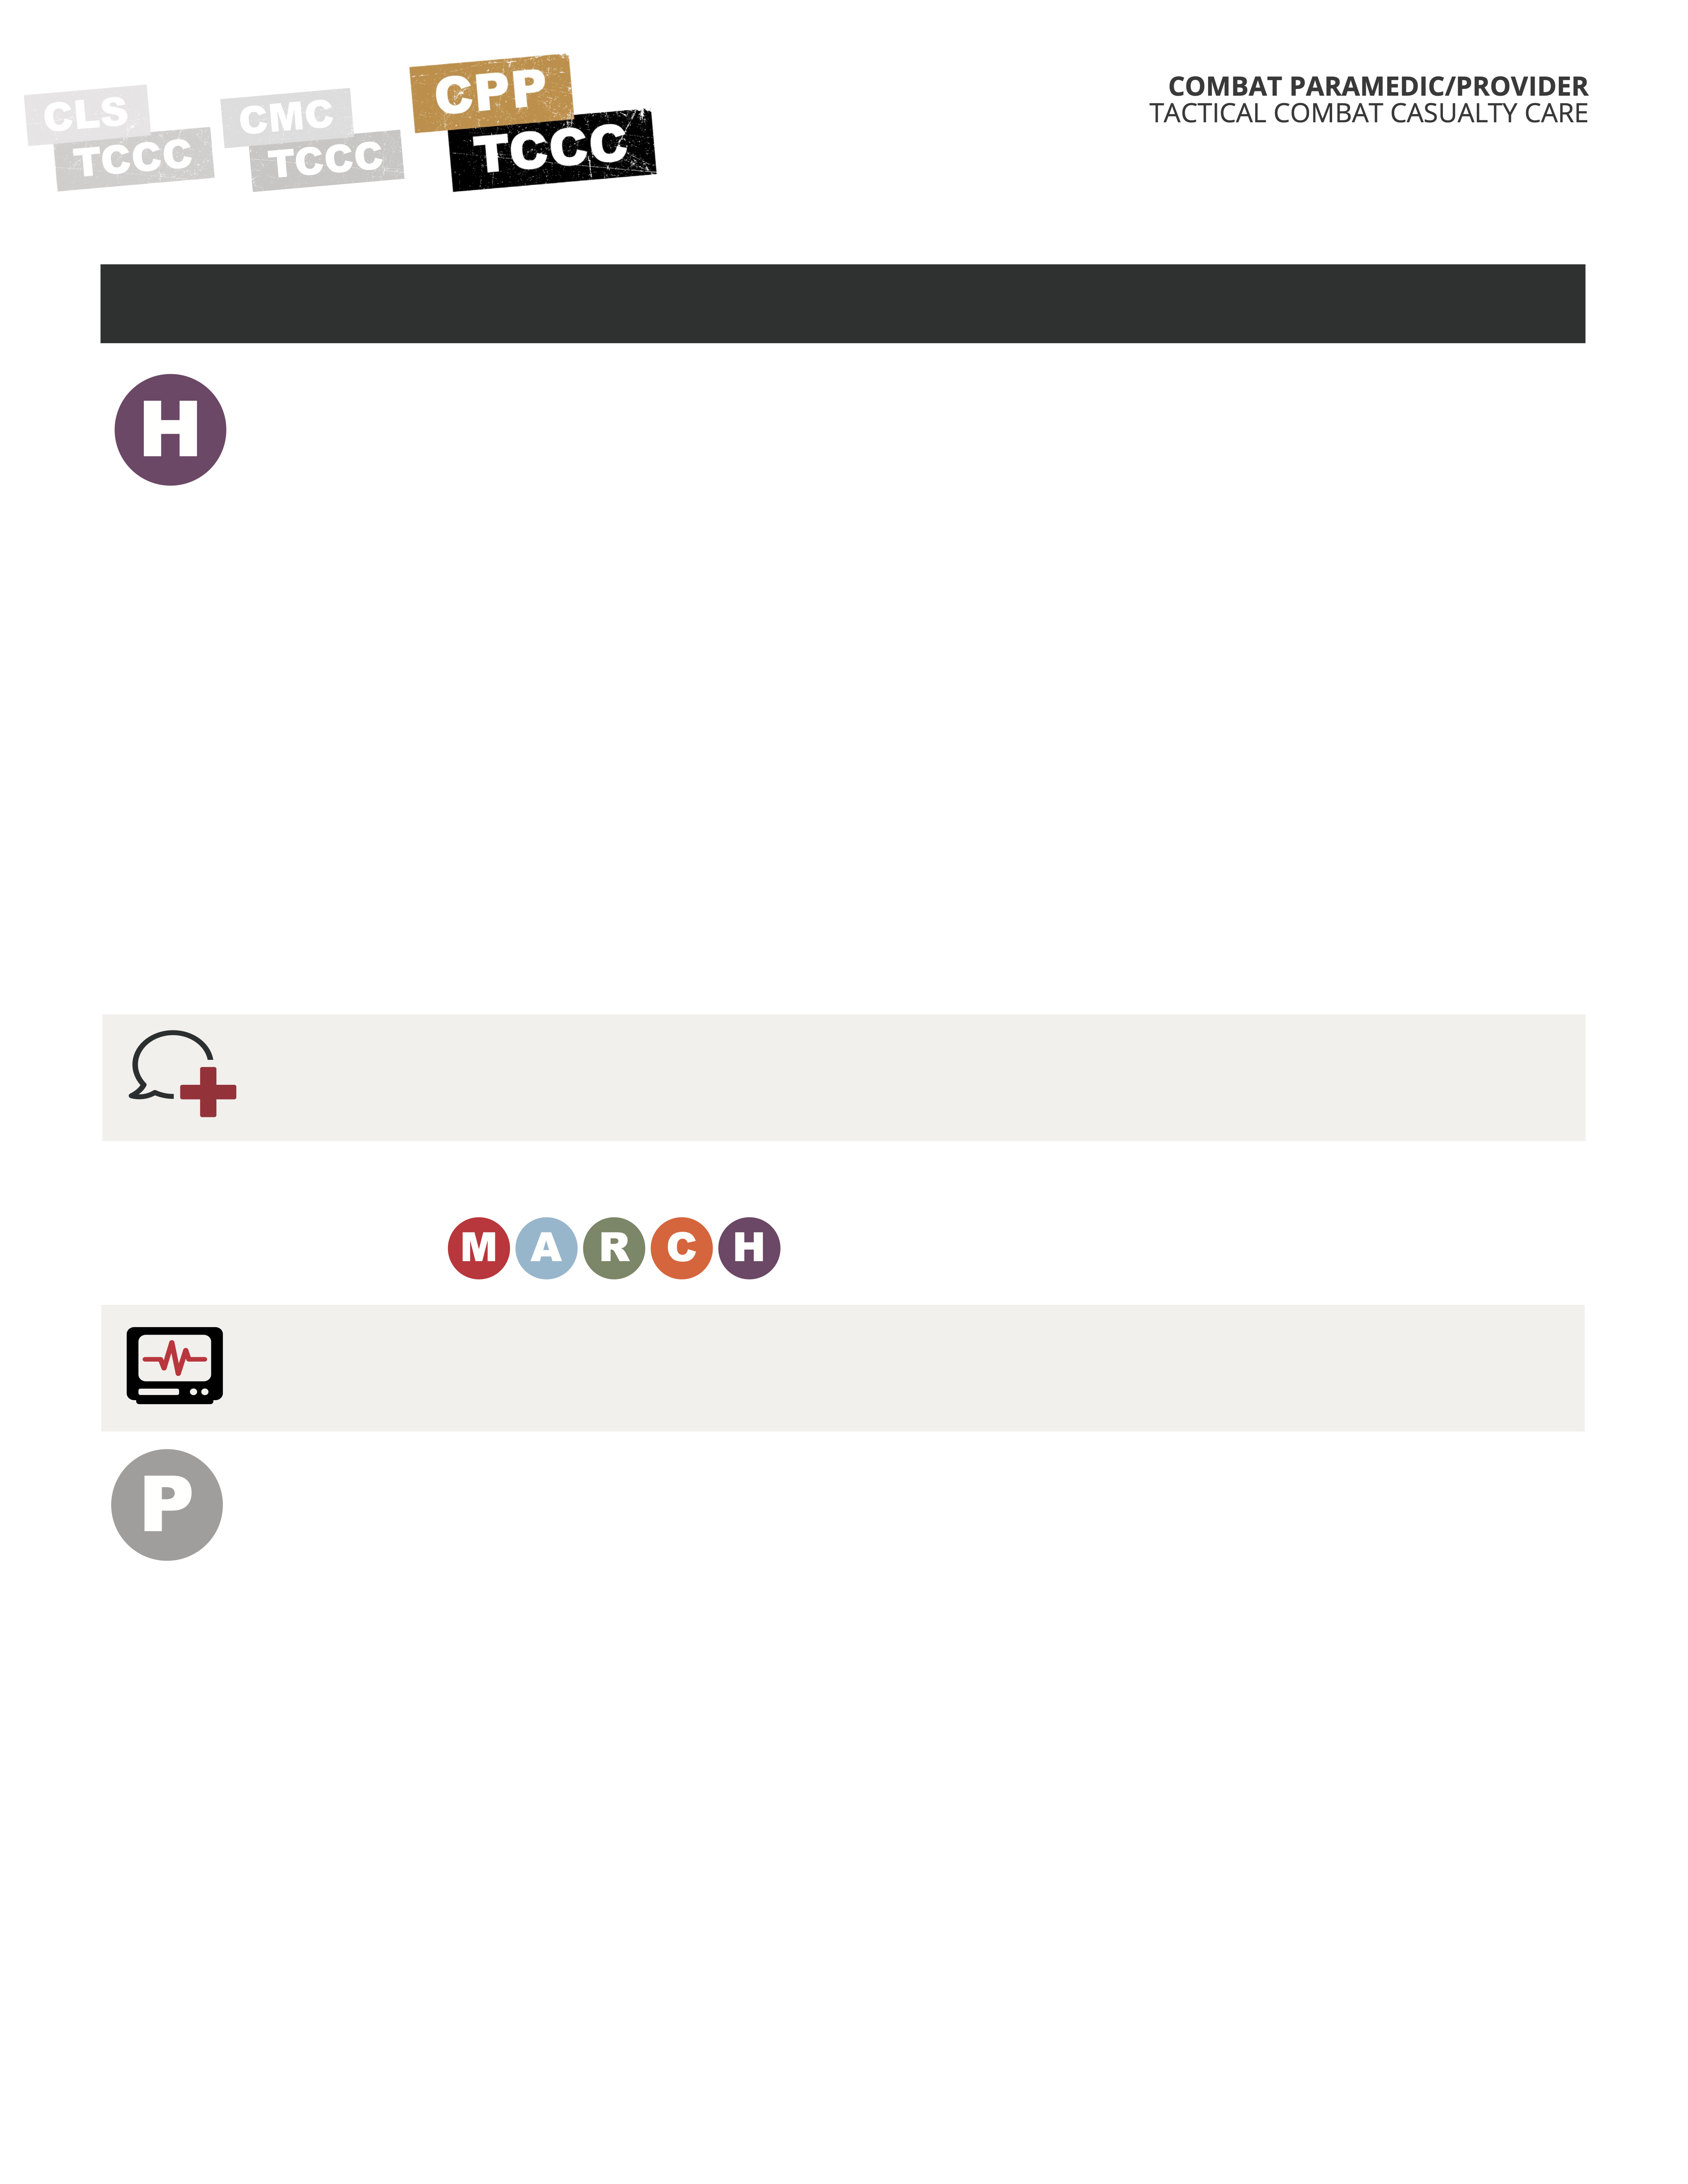 CLS
TCCC
CMC
TCCC
CPP
TCCC
COMBAT PARAMEDIC/PROVIDER
TACTICAL COMBAT CASUALTY CARE
H
M A R C H
P